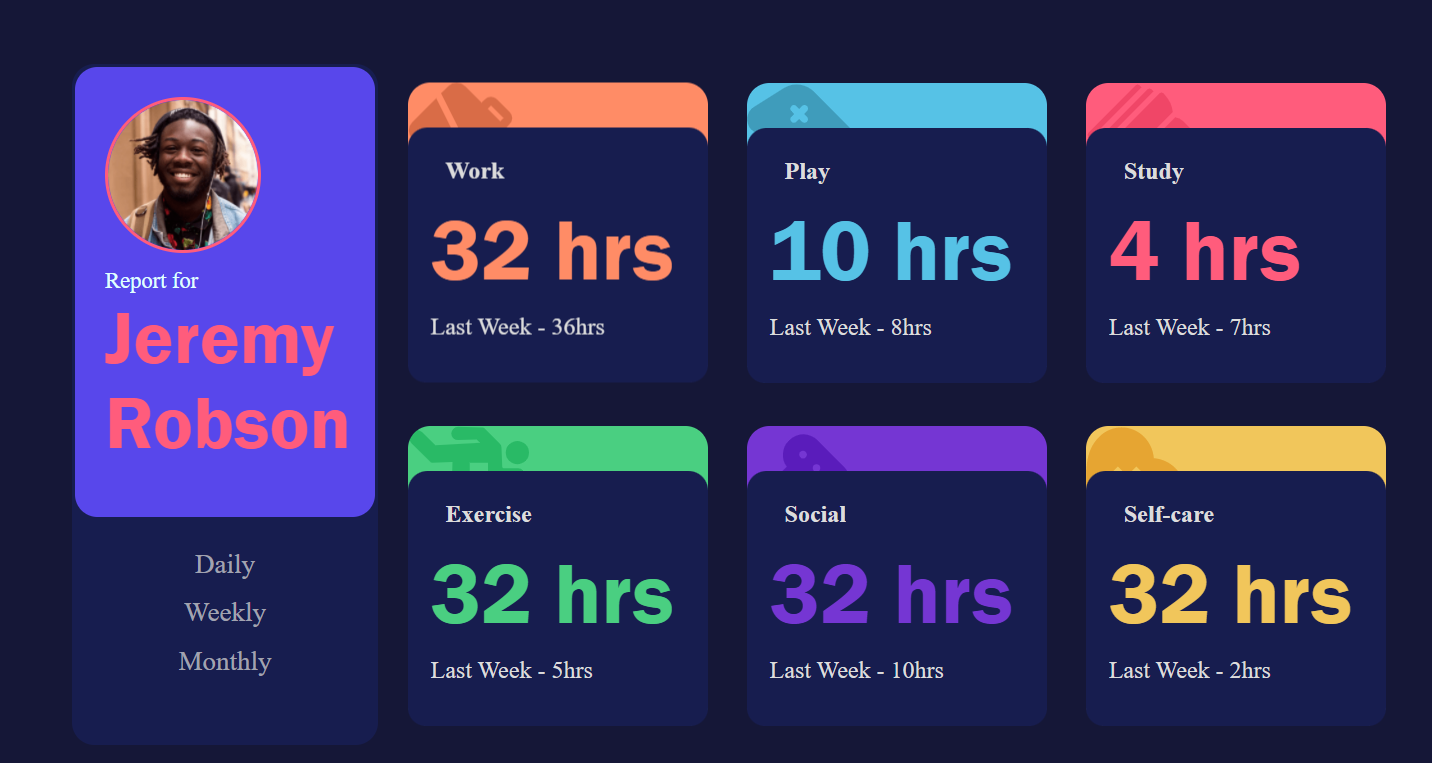 Report for
Jeremy
Robson
Daily
Weekly
Monthly
Work
32 hrs
Last Week - 36hrs
Play
10 hrs
Last Week - 8hrs
Study
4 hrs
Last Week - 7hrs
Exercise
32 hrs
Last Week - 5hrs
Social
32 hrs
Last Week - 10hrs
Self-care
32 hrs
Last Week - 2hrs